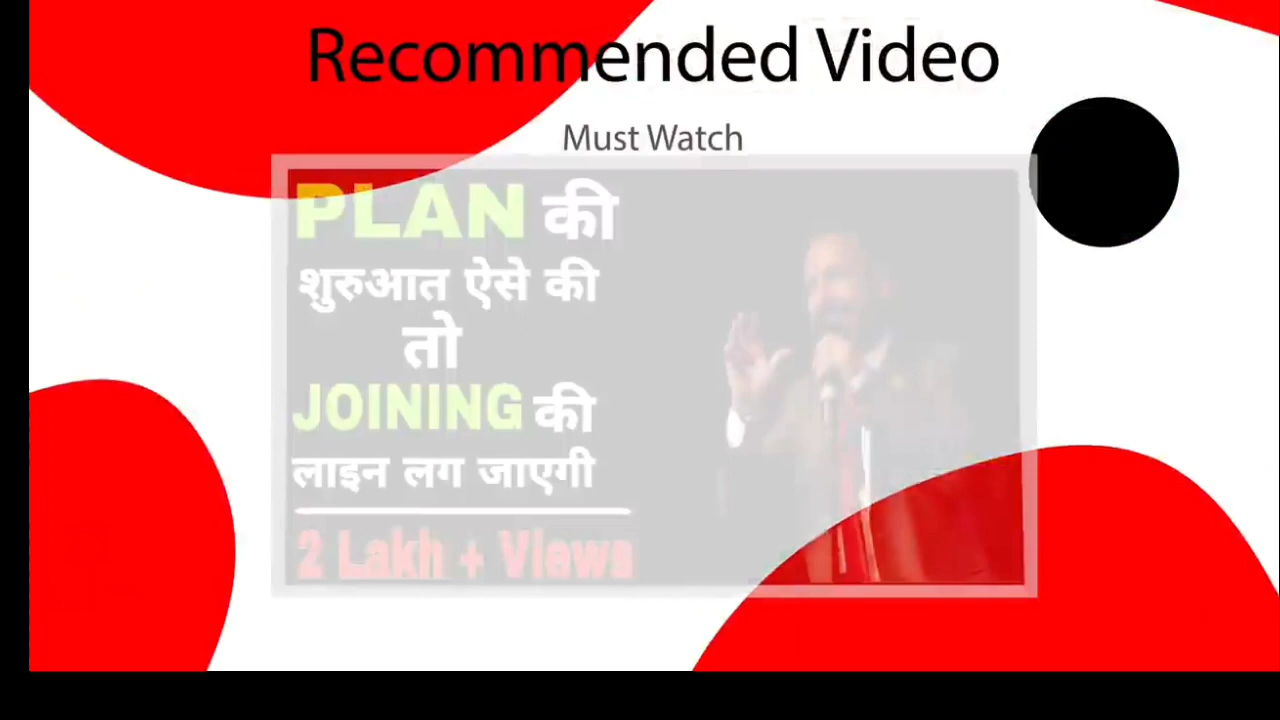 Recommended Video
Must Watch
PLAN की
शुरुआत ऐसे की
तो
JOINING की
लाइन लग जाएगी
2 Lakh + Views